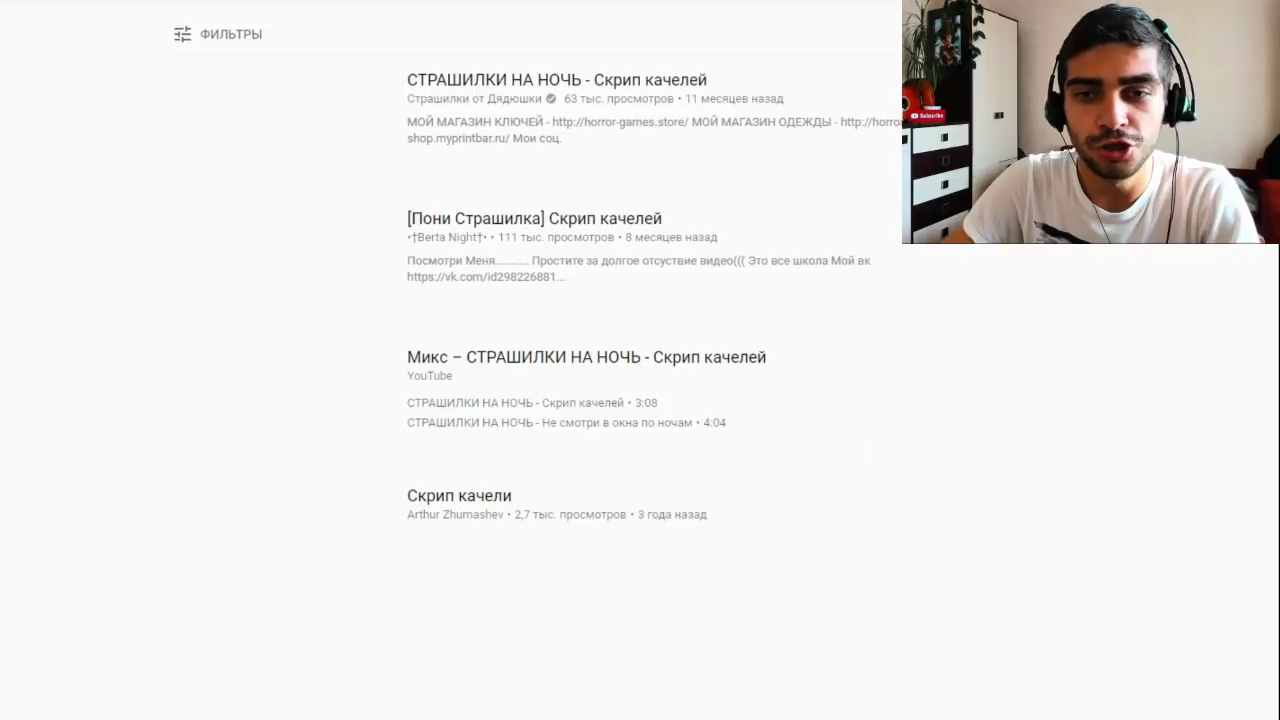 ФИЛЬТРЫ
СТРАШИЛКИ НА НОЧЬ - Скрип качелей
Страшилки от Дядюшки 63 тыс. просмотров • 11 месяцев назад
МОЙ МАГАЗИН КЛЮЧЕЙ - http://horror-games.store/ МОЙ МАГАЗИН ОДЕЖДЫ - http://horro
shop.myprintbar.ru/ Мои соц.
Subscribe
[Пони Страшилка] Скрип качелей
•†Berta Night†• • 111 тыс. просмотров • 8 месяцев назад
Посмотри Меня........... Простите за долгое отсуствие видео((( Это все школа Мой вк
https://vk.com/id298226881...
Микс – СТРАШИЛКИ НА НОЧЬ - Скрип качелей
YouTube
СТРАШИЛКИ НА НОЧЬ - Скрип качелей • 3:08
СТРАШИЛКИ НА НОЧЬ - Не смотри в окна по ночам • 4:04
Скрип качели
Arthur Zhumashev • 2,7 тыс. просмотров • 3 года назад